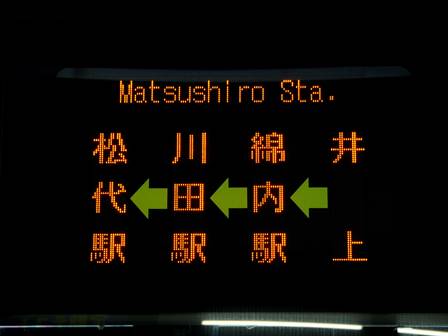 Matsushiro Sta.
井上
綿内駅
川田駅
松代駅